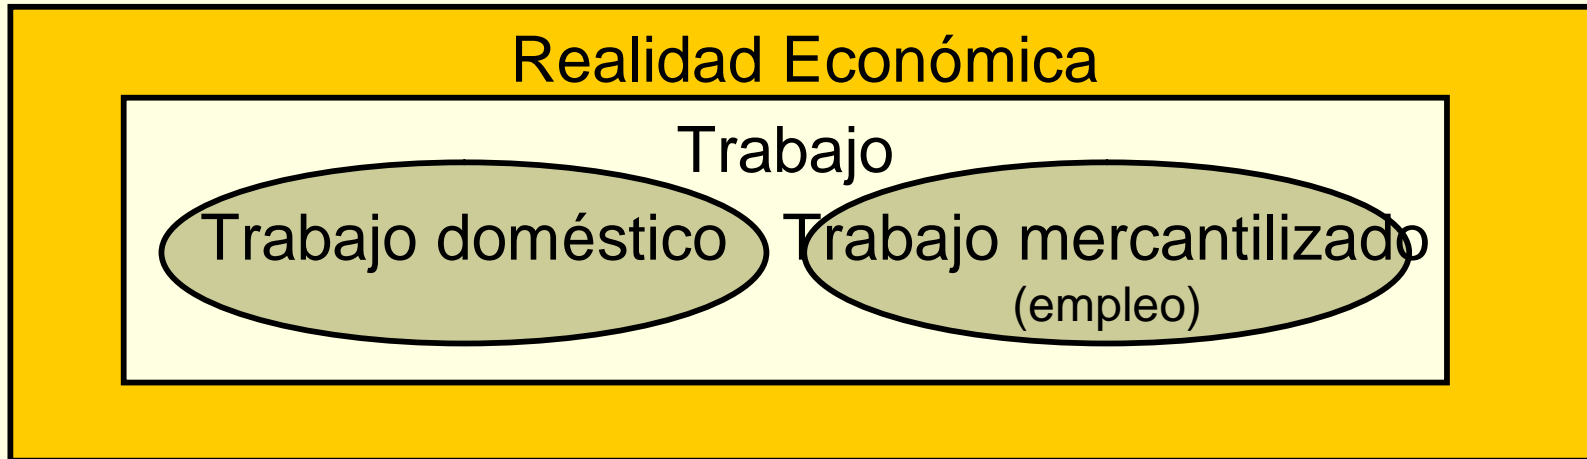 Realidad Económica
Trabajo
Trabajo doméstico
Trabajo mercantilizado
(empleo)